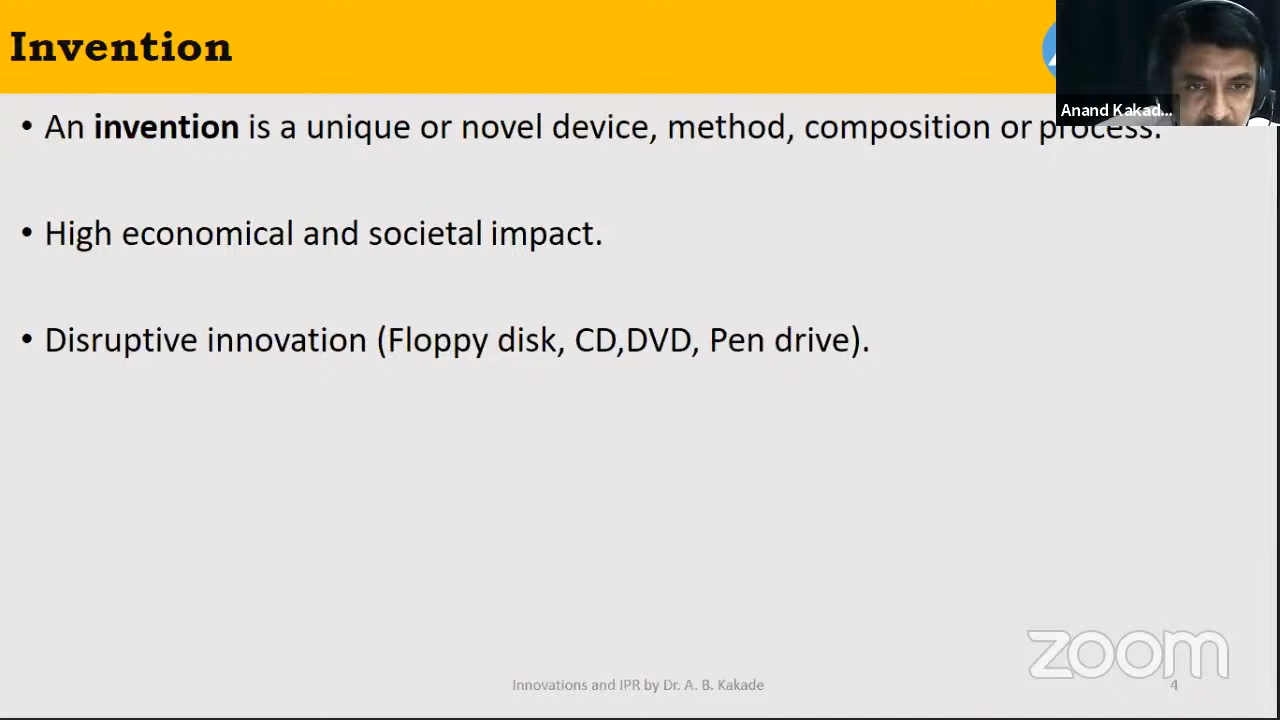 Invention
Anand Kakad...
• An invention is a unique or novel device, method, composition or process.
• High economical and societal impact.
• Disruptive innovation (Floppy disk, CD,DVD, Pen drive).
zoom
Innovations and IPR by Dr. A. B. Kakade
4